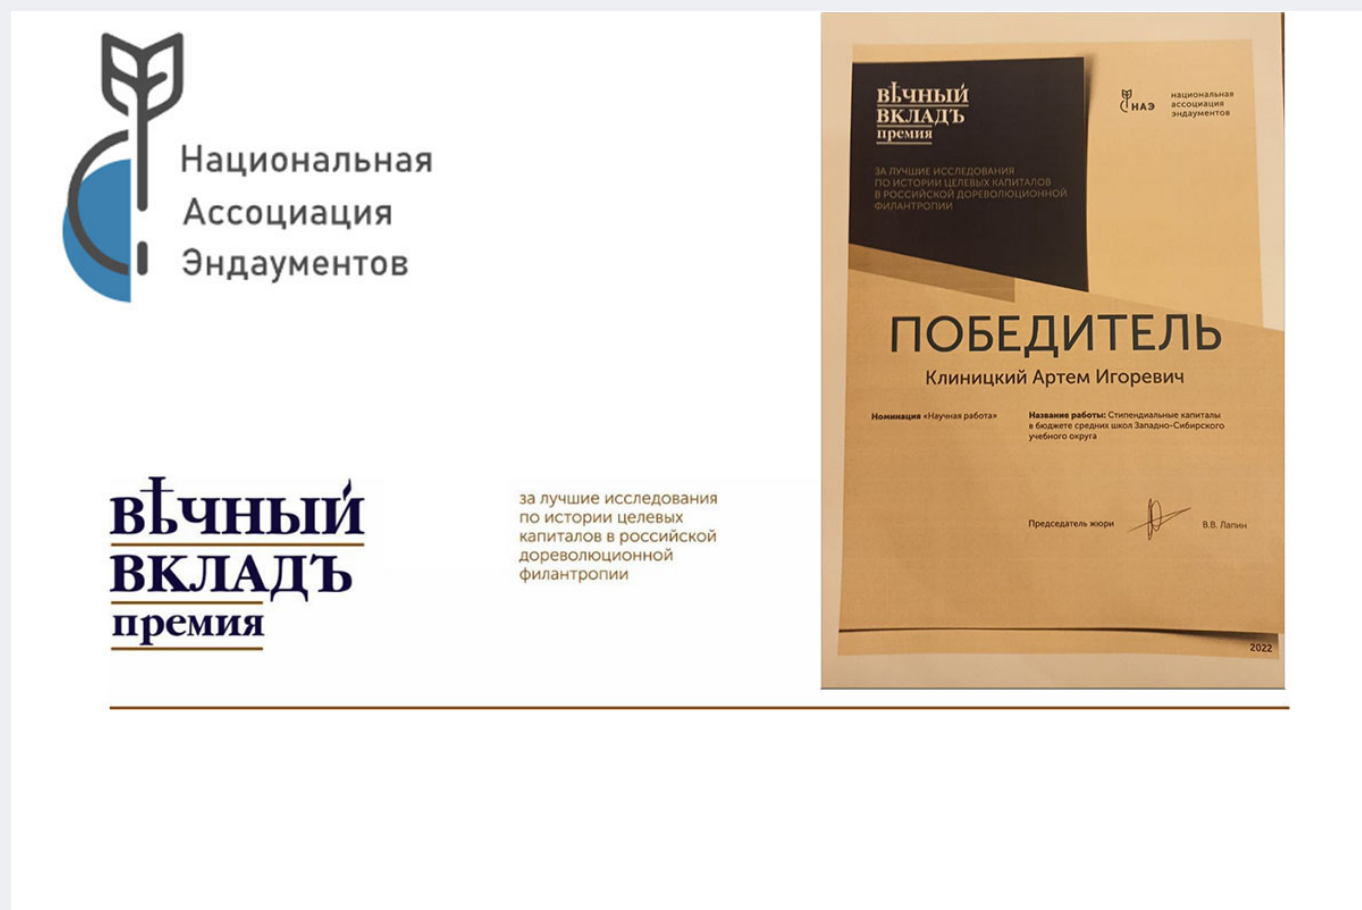 Национальная
Ассоциация
Эндаументов
вѣчный
вкладъ
премия
за лучшие исследования
по истории целевых
капиталов в российской
дореволюционной
филантропии
вѣчный
вкладъ
премия
НАЭ
национальная
ассоциация
эндаументов
ЗА ЛУЧШИЕ ИССЛЕДОВАНИЯ
ПО ИСТОРИИ ЦЕЛЕВЫХ КАПИТАЛОВ
В РОССИЙСКОЙ ДОРЕВОЛЮЦИОННОЙ
ФИЛАНТРОПИИ
ПОБЕДИТЕЛЬ
Клиницкий Артем Игоревич
Номинация «Научная работа»
Название работы: Стипендиальные капиталы
в бюджете средних школ Западно-Сибирского
учебного округа
Председатель жюри
В.В. Лапин
2022